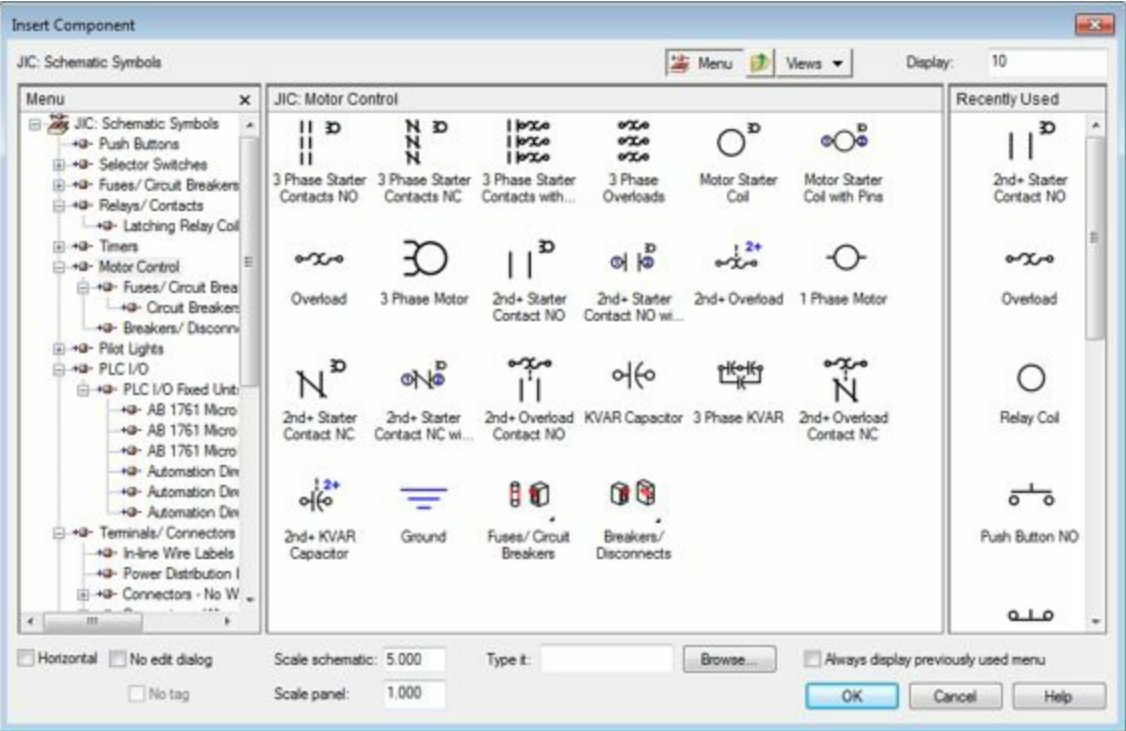 Insert Component
JIC: Schematic Symbols
Menu
Views
Display:
10
Menu
JIC: Schematic Symbols
Push Buttons
Selector Switches
Fuses/ Circuit Breakers
Relays/ Contacts
Latching Relay Coil
Timers
Motor Control
Fuses/ Circuit Brea
Circuit Breakers
Breakers/ Disconn
Pilot Lights
PLC I/O
PLC I/O Fixed Units
AB 1761 Micro
AB 1761 Micro
AB 1761 Micro
Automation Dire
Automation Dire
Automation Dire
Terminals/ Connectors
In-line Wire Labels
Power Distribution
Connectors - No W
JIC: Motor Control
3 Phase Starter
Contacts NO
3 Phase Starter
Contacts NC
3 Phase Starter
Contacts with...
3 Phase
Overloads
Motor Starter
Coil
Motor Starter
Coil with Pins
Overload
3 Phase Motor
2nd+ Starter
Contact NO
2nd+ Starter
Contact NO wi...
2+
2nd+ Overload
1 Phase Motor
2nd+ Starter
Contact NC
2nd+ Starter
Contact NC wi...
2nd+ Overload
Contact NO
KVAR Capacitor
3 Phase KVAR
2nd+ Overload
Contact NC
2+
2nd+ KVAR
Capacitor
Ground
Fuses/ Circuit
Breakers
Breakers/
Disconnects
Recently Used
2nd+ Starter
Contact NO
Overload
Relay Coil
Push Button NO
Horizontal
No edit dialog
No tag
Scale schematic: 5.000
Scale panel: 1.000
Type it:
Browse...
Always display previously used menu
OK
Cancel
Help